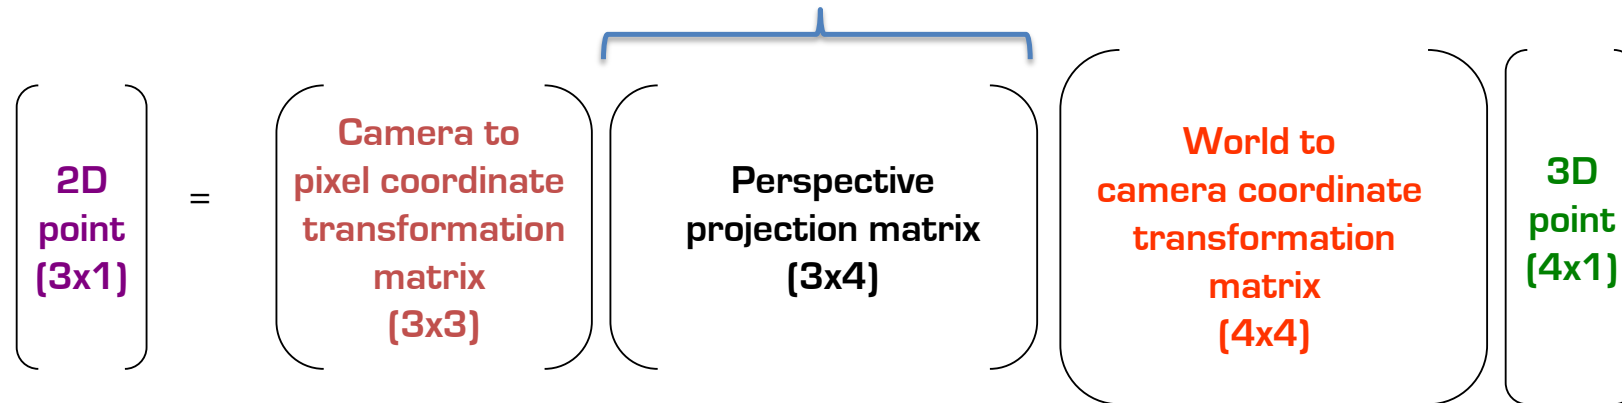 2D
point
(3x1)
=
Camera to
pixel coordinate
transformation
matrix
(3x3)
Perspective
projection matrix
(3x4)
World to
camera coordinate
transformation
matrix
(4x4)
3D
point
(4x1)